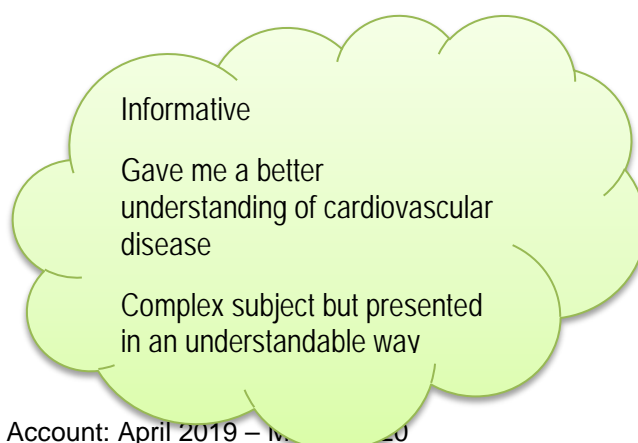 Informative
Gave me a better
understanding of cardiovascular
disease
Complex subject but presented
in an understandable way
Account: April 2019 –